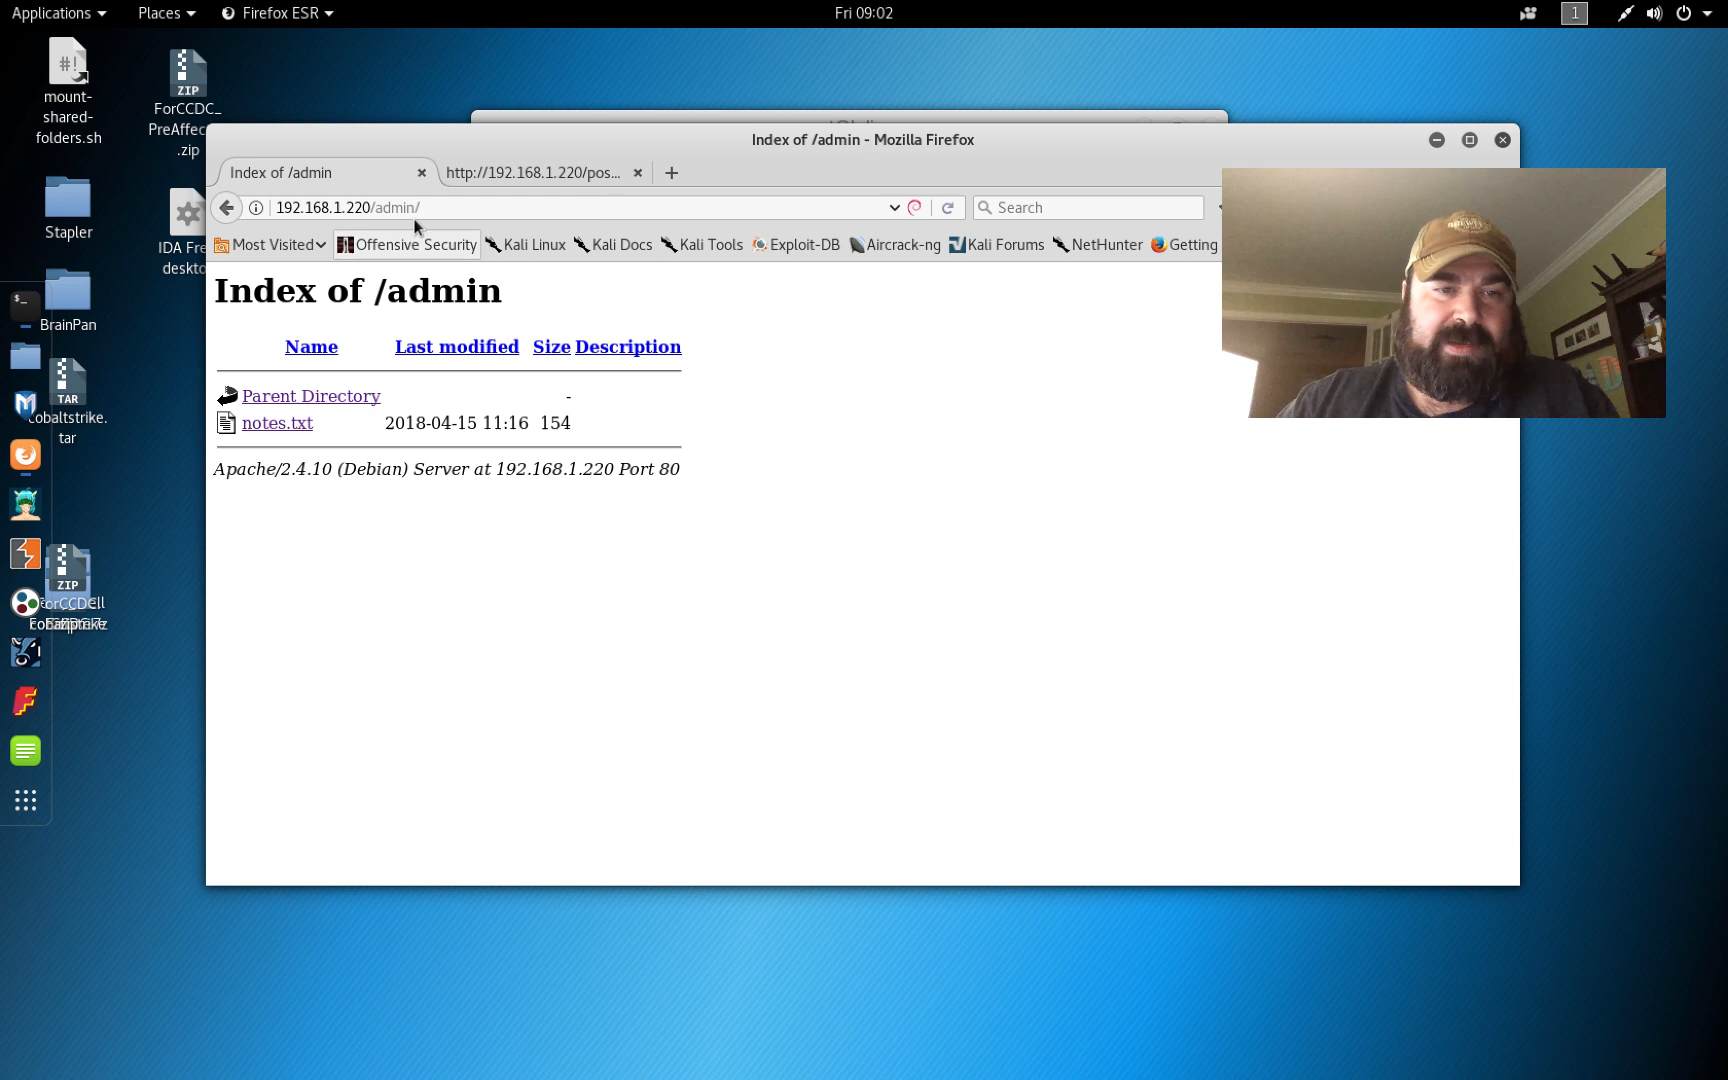 Applications Places Firefox ESR Fri 09:02 1
#!
mount-
shared-
folders.sh
ZIP
ForCCDC_
PreAffec
.zip
Stapler
IDA Fre
deskto
BrainPan
TAR
cobaltstrike.
tar
ZIP
Index of /admin - Mozilla Firefox
Index of /admin http://192.168.1.220/pos...
192.168.1.220/admin/ Search
Most Visited Offensive Security Kali Linux Kali Docs Kali Tools Exploit-DB Aircrack-ng Kali Forums NetHunter Getting
Index of /admin
Name Last modified Size Description
Parent Directory -
notes.txt 2018-04-15 11:16 154
Apache/2.4.10 (Debian) Server at 192.168.1.220 Port 80